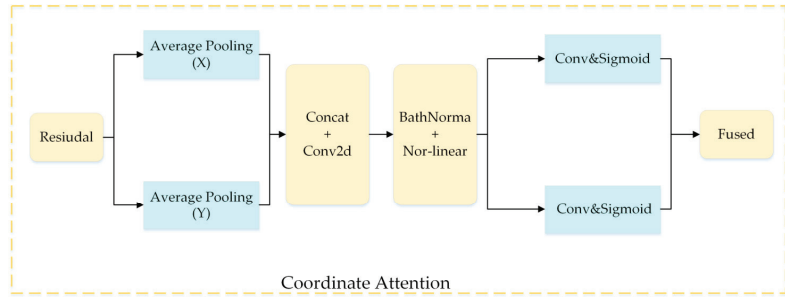 Resiudal
Average Pooling
(X)
Average Pooling
(Y)
Concat
+
Conv2d
BathNorma
+
Nor-linear
Conv&Sigmoid
Conv&Sigmoid
Fused
Coordinate Attention